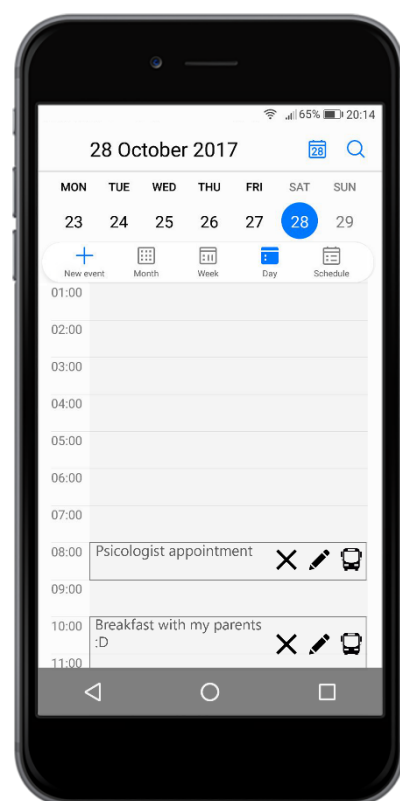 65% 20:14
28 October 2017 28
MON TUE WED THU FRI SAT SUN
23 24 25 26 27 28 29
New event Month Week Day Schedule
01:00
02:00
03:00
04:00
05:00
06:00
07:00
08:00 Psicologist appointment
09:00
10:00 Breakfast with my parents
:D
11:00